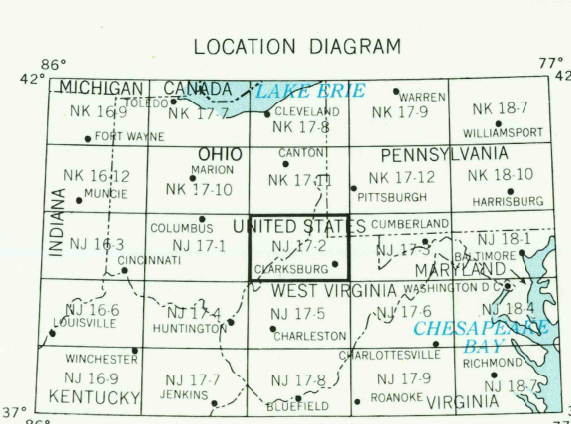 LOCATION DIAGRAM
86° 77°
42° 42
MICHIGAN CANADA LAKE ERIE
TOLEDO WARREN
NK 16-9 NK 17-7 CLEVELAND NK 17-9 NK 18-7
NK 17-8
FORT WAYNE WILLIAMSPORT
OHIO CANTON PENNSYLVANIA
MARION
NK 16-12 NK 17-10 NK 17-11 NK 17-12 NK 18-10
MUNCIE PITTSBURGH HARRISBURG
INDIANA
COLUMBUS UNITED STATES CUMBERLAND
NJ 16-3 NJ 17-1 NJ 17-2 NJ 17-3 NJ 18-1
BALTIMORE
CINCINNATI CLARKSBURG MARYLAND
WEST VIRGINIA WASHINGTON D C
NJ 16-6 NJ 17-4 NJ 17-5 NJ 17-6 NJ 18-4
LOUISVILLE HUNTINGTON CHARLESTON CHESAPEAKE
BAY
WINCHESTER CHARLOTTESVILLE
RICHMOND
NJ 16-9 NJ 17-7 NJ 17-8 NJ 17-9 NJ 18-7
KENTUCKY JENKINS BLUEFIELD ROANOKE VIRGINIA
37°